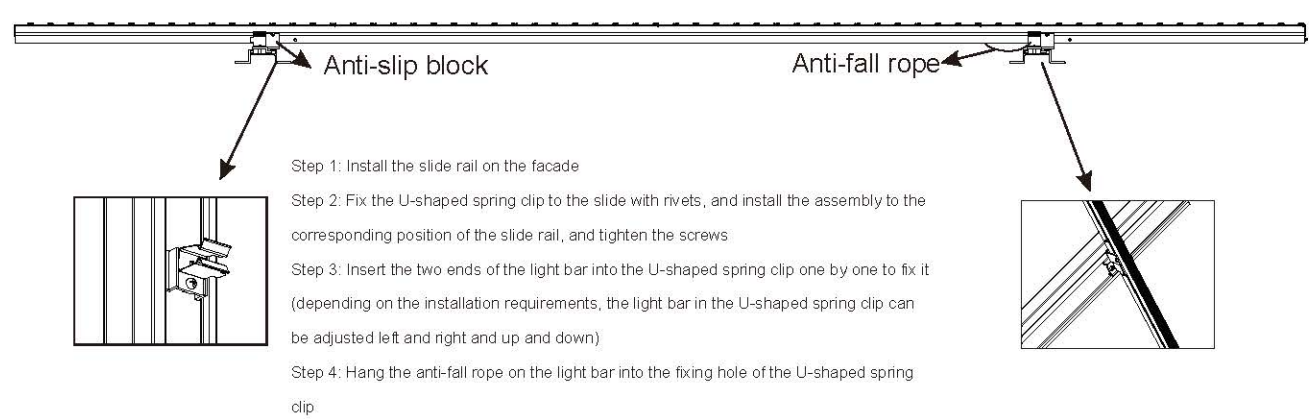 Anti-slip block
Anti-fall rope
Step 1: Install the slide rail on the facade
Step 2: Fix the U-shaped spring clip to the slide with rivets, and install the assembly to the
corresponding position of the slide rail, and tighten the screws
Step 3: Insert the two ends of the light bar into the U-shaped spring clip one by one to fix it
(depending on the installation requirements, the light bar in the U-shaped spring clip can
be adjusted left and right and up and down)
Step 4: Hang the anti-fall rope on the light bar into the fixing hole of the U-shaped spring
clip